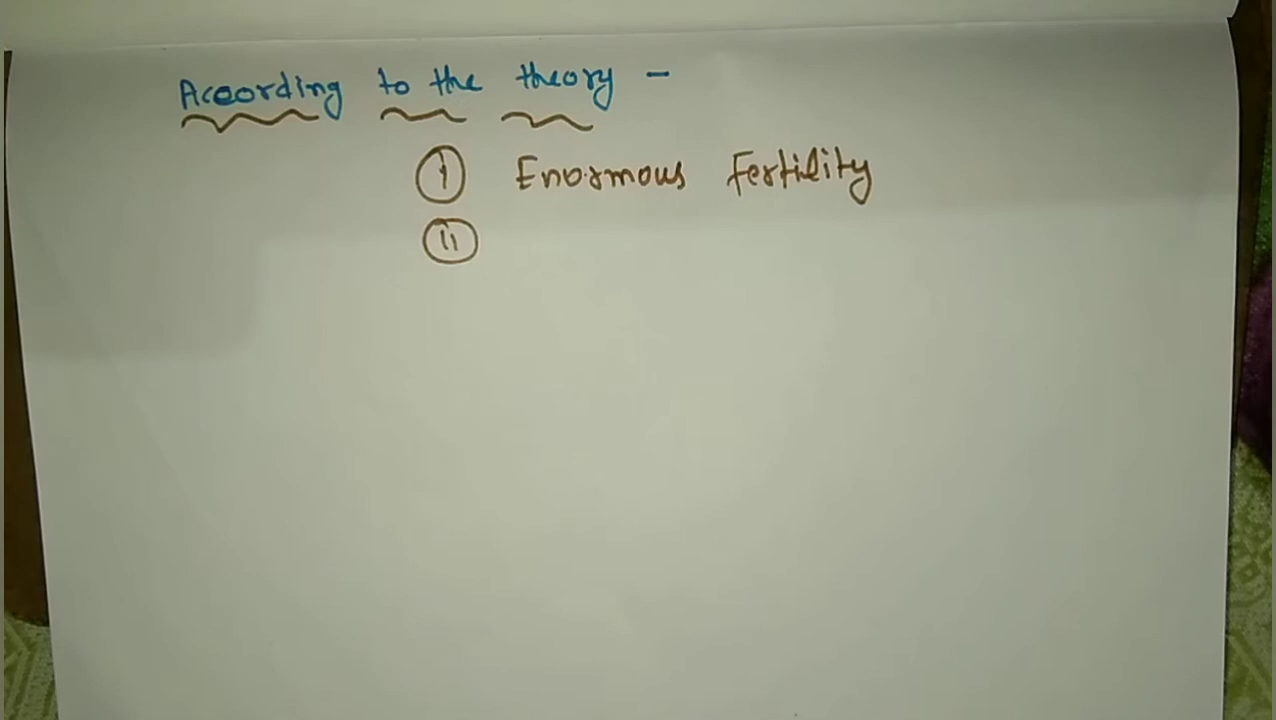 According to the theory -
(i) Enormous Fertility
(ii)